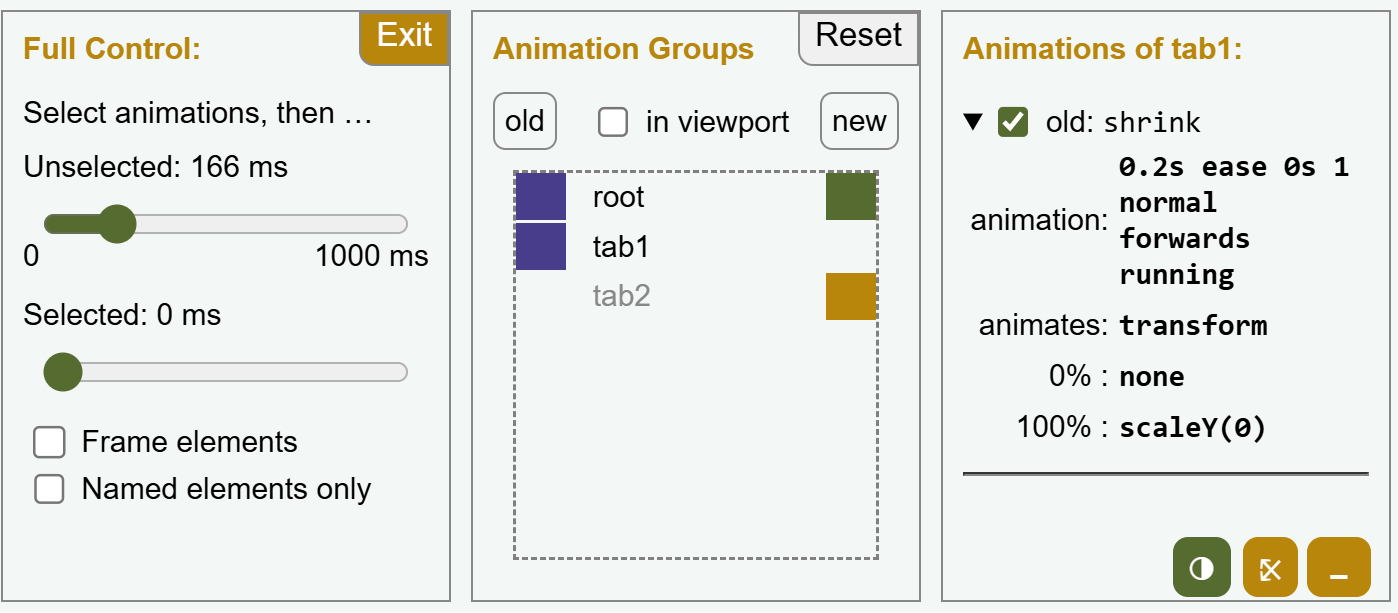 Full Control:
Exit
Select animations, then …
Unselected: 166 ms
0
1000 ms
Selected: 0 ms
Frame elements
Named elements only
Animation Groups
Reset
old
in viewport
new
root
tab1
tab2
Animations of tab1:
▼ old: shrink
animation:
0.2s ease 0s 1
normal
forwards
running
animates: transform
0% : none
100% : scaleY(0)